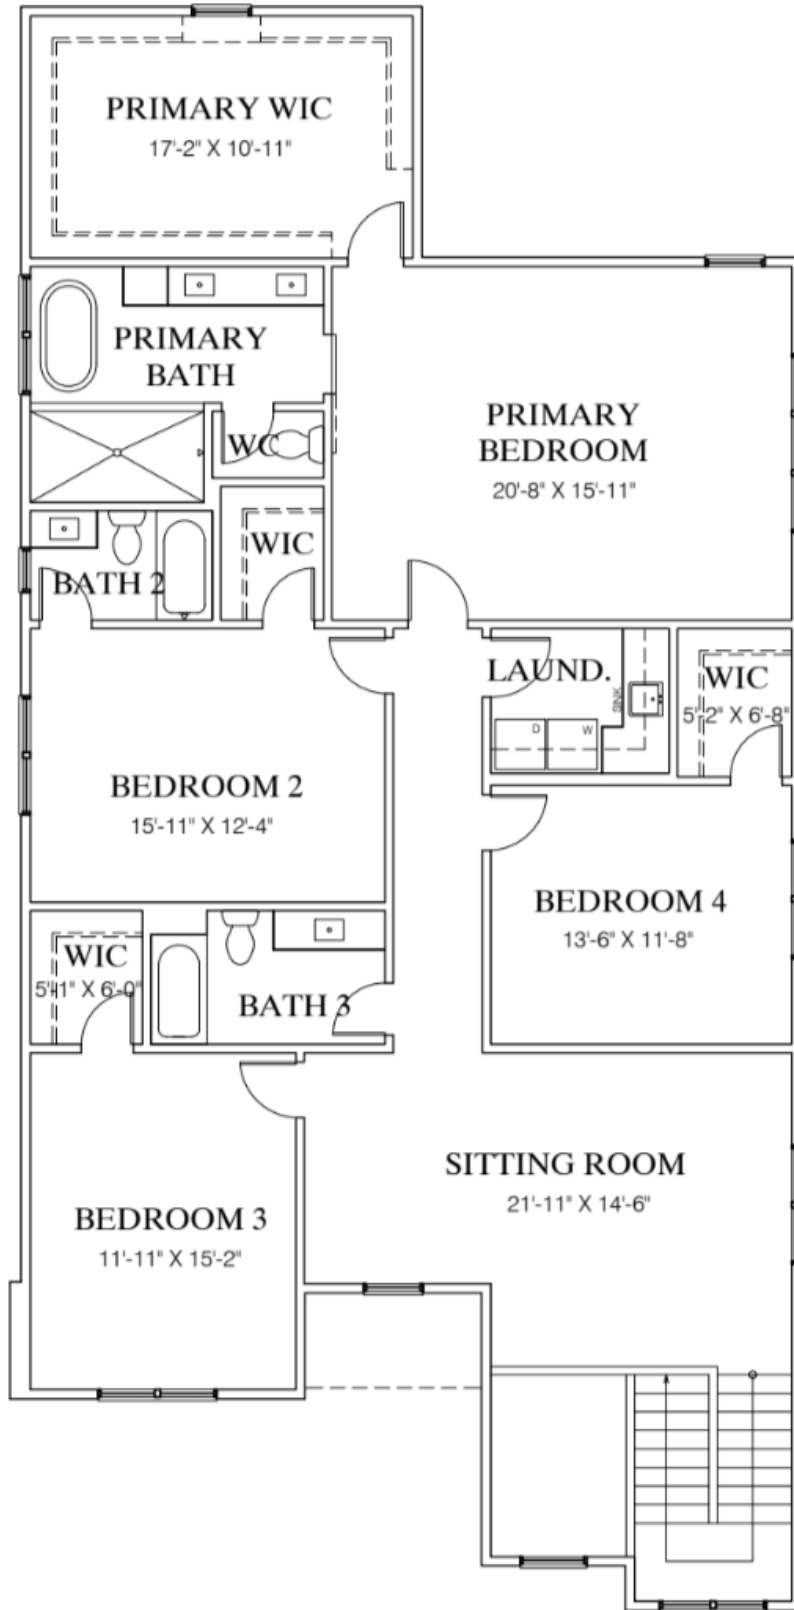 PRIMARY WIC
17'-2" X 10'-11"
PRIMARY
BATH
WC
PRIMARY
BEDROOM
20'-8" X 15'-11"
WIC
BATH 2
LAUND.
SINK
D
W
WIC
5'-2" X 6'-8"
BEDROOM 2
15'-11" X 12'-4"
BEDROOM 4
13'-6" X 11'-8"
WIC
5'-1" X 6'-0"
BATH 3
SITTING ROOM
21'-11" X 14'-6"
BEDROOM 3
11'-11" X 15'-2"